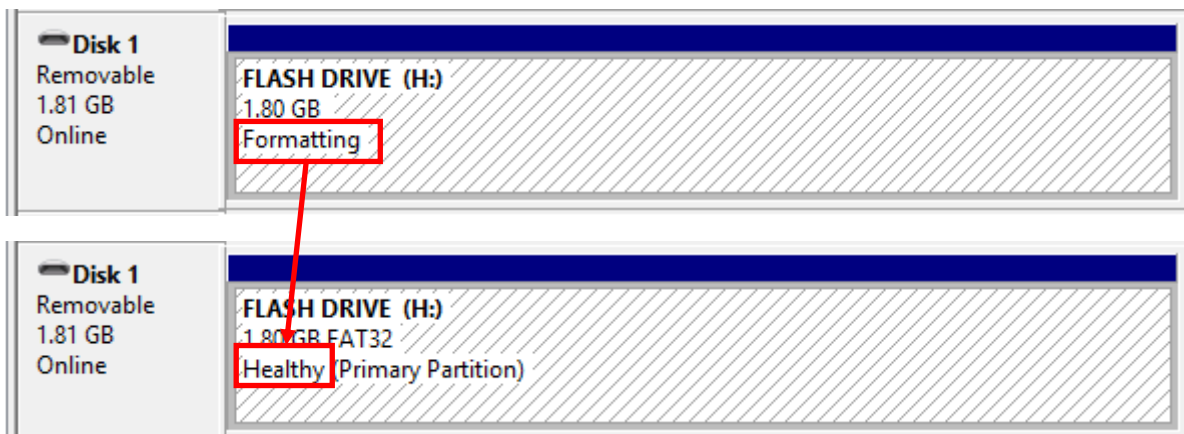 Disk 1
Removable
1.81 GB
Online
FLASH DRIVE (H:)
1.80 GB
Formatting
Disk 1
Removable
1.81 GB
Online
FLASH DRIVE (H:)
1.80 GB FAT32
Healthy (Primary Partition)